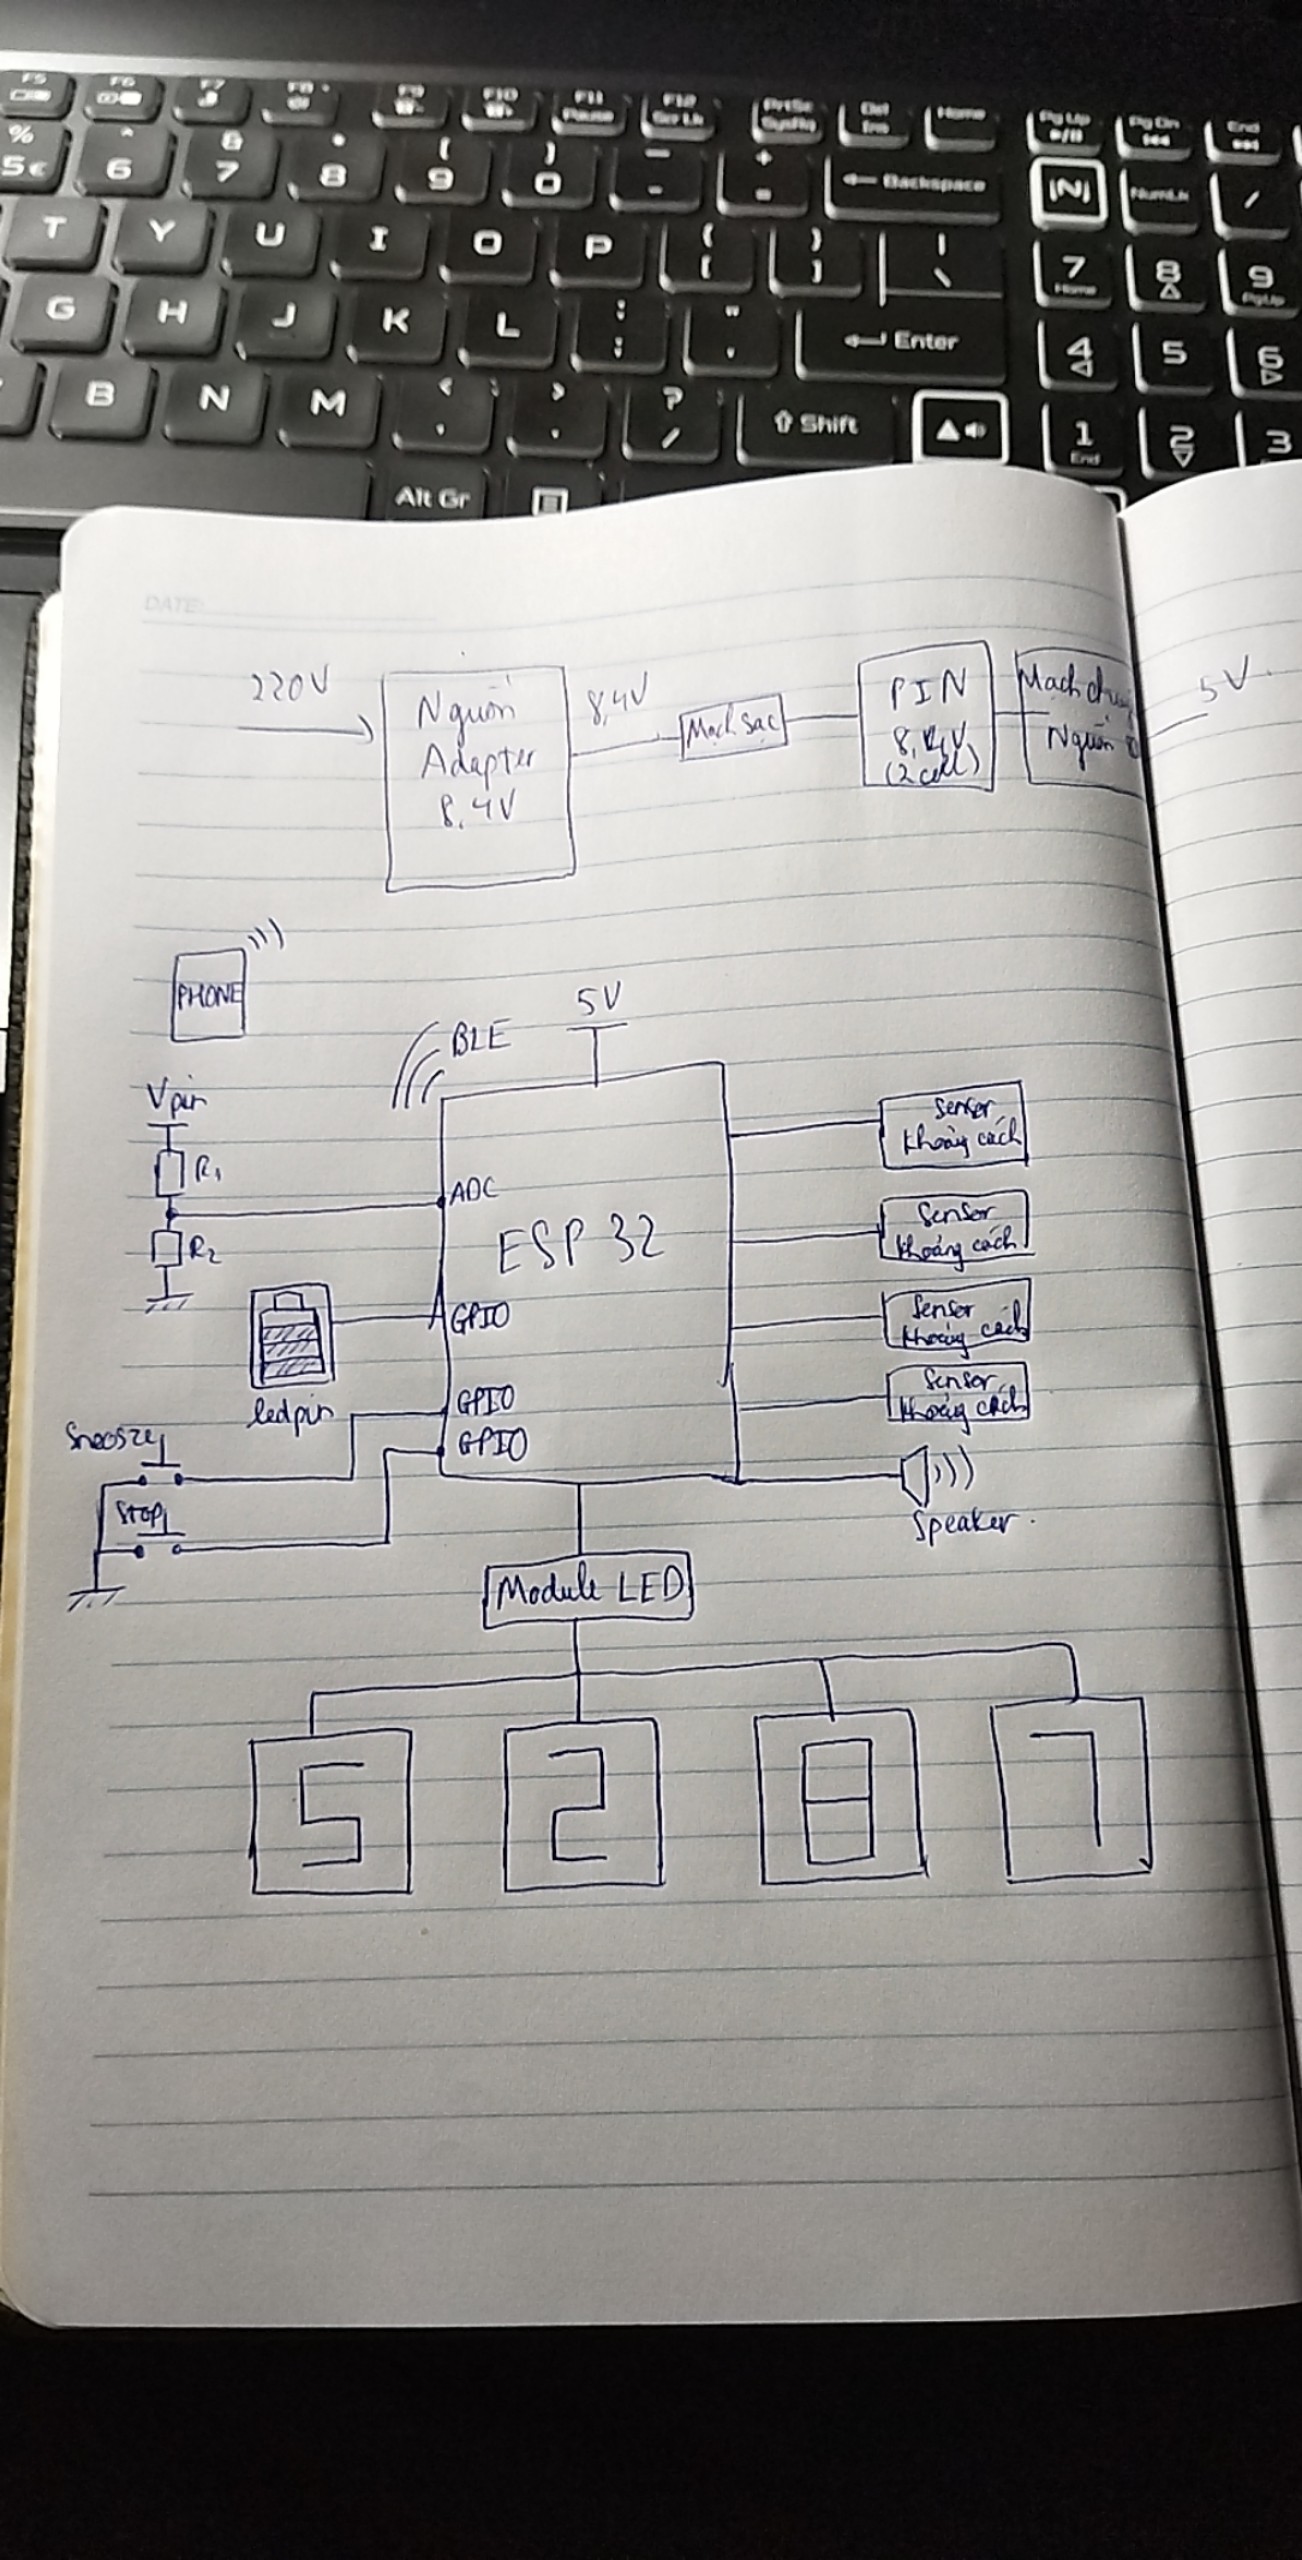 F5 F6 F7 F8 F9 F10 F11 F12 PrtSc Del Home Pg Up Pg Dn End
Pause ScrLk SysRq Ins
% ^ & * ( ) — +
5 € 6 7 8 9 0 - = ← Backspace (N) NumLk /
T Y U I O P { [ } ] | \ 7 Home 8 9 PgUp
G H J K L : ; " ' ← Enter 4 5 6
B N M < , > . ? / ⇧ Shift 1 End 2 3
Alt Gr
DATE:
220V
Nguồn
Adapter
8,4V
8,4V
Mạch sạc
PIN
8,4V
(2 cell)
Mạch chuyển
Nguồn
5V
PHONE
BLE
5V
Vpin
R1
R2
ADC
ESP 32
GPIO
ledpin
GPIO
GPIO
Snoosze
Stop
Sensor
khoảng cách
Sensor
khoảng cách
Sensor
khoảng cách
Sensor
khoảng cách
Speaker
Module LED
5 2 8 7